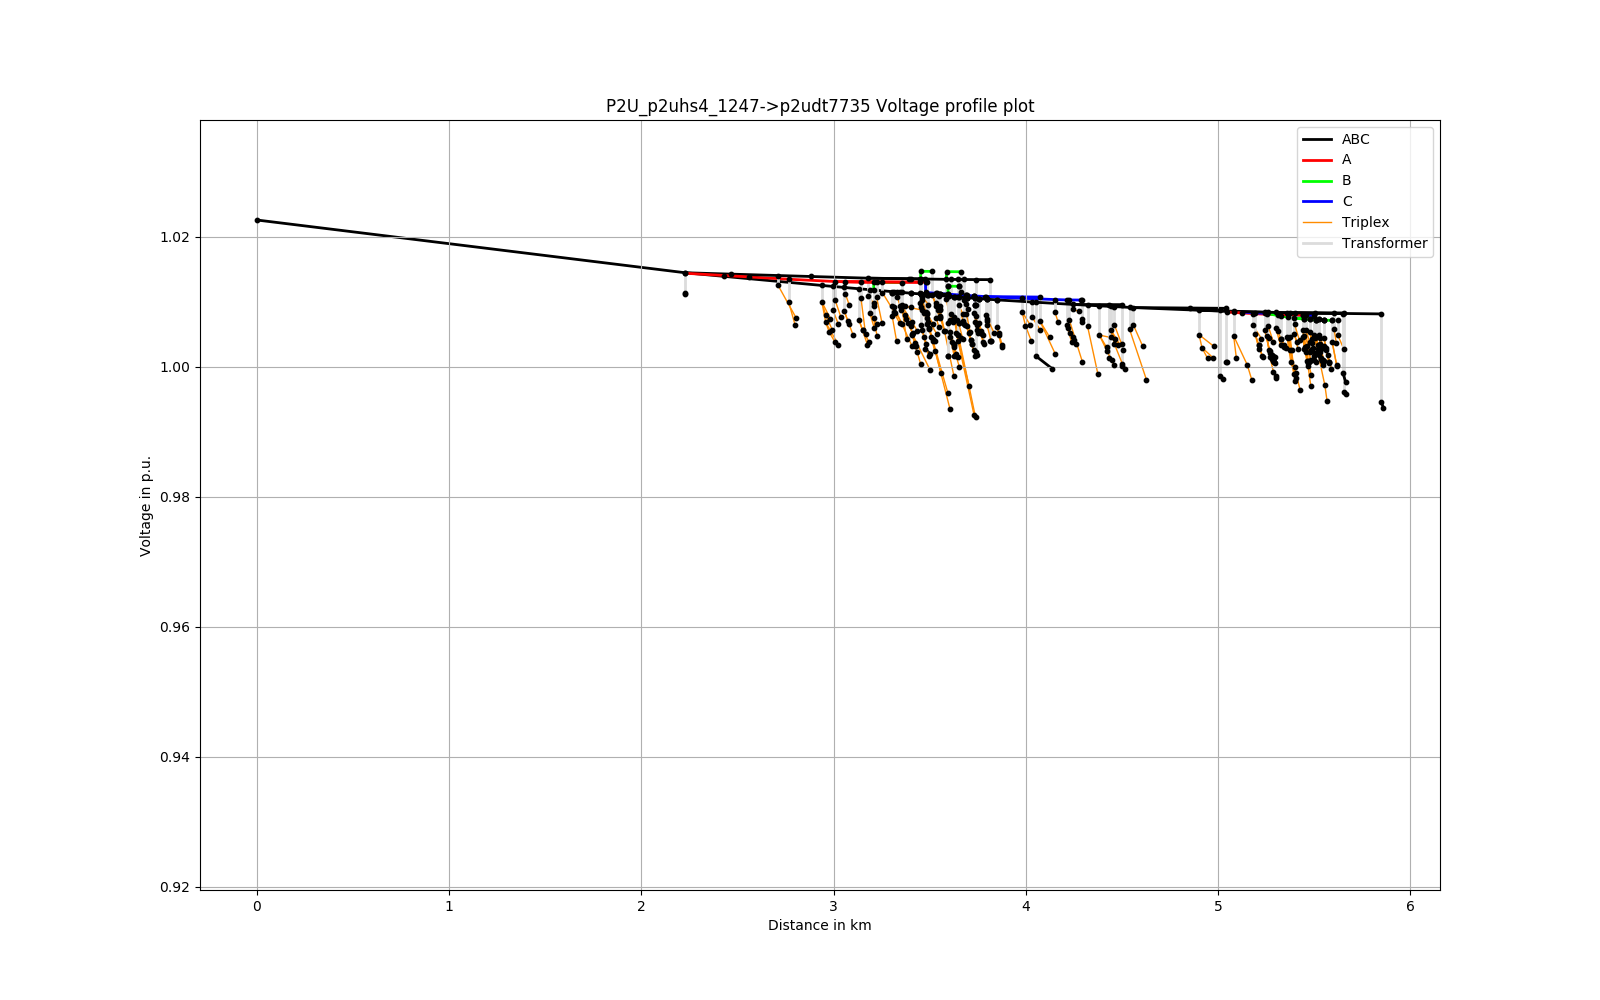 P2U_p2uhs4_1247->p2udt7735 Voltage profile plot
ABC
A
B
C
Triplex
Transformer
1.02
1.00
0.98
0.96
0.94
0.92
Voltage in p.u.
0 1 2 3 4 5 6
Distance in km